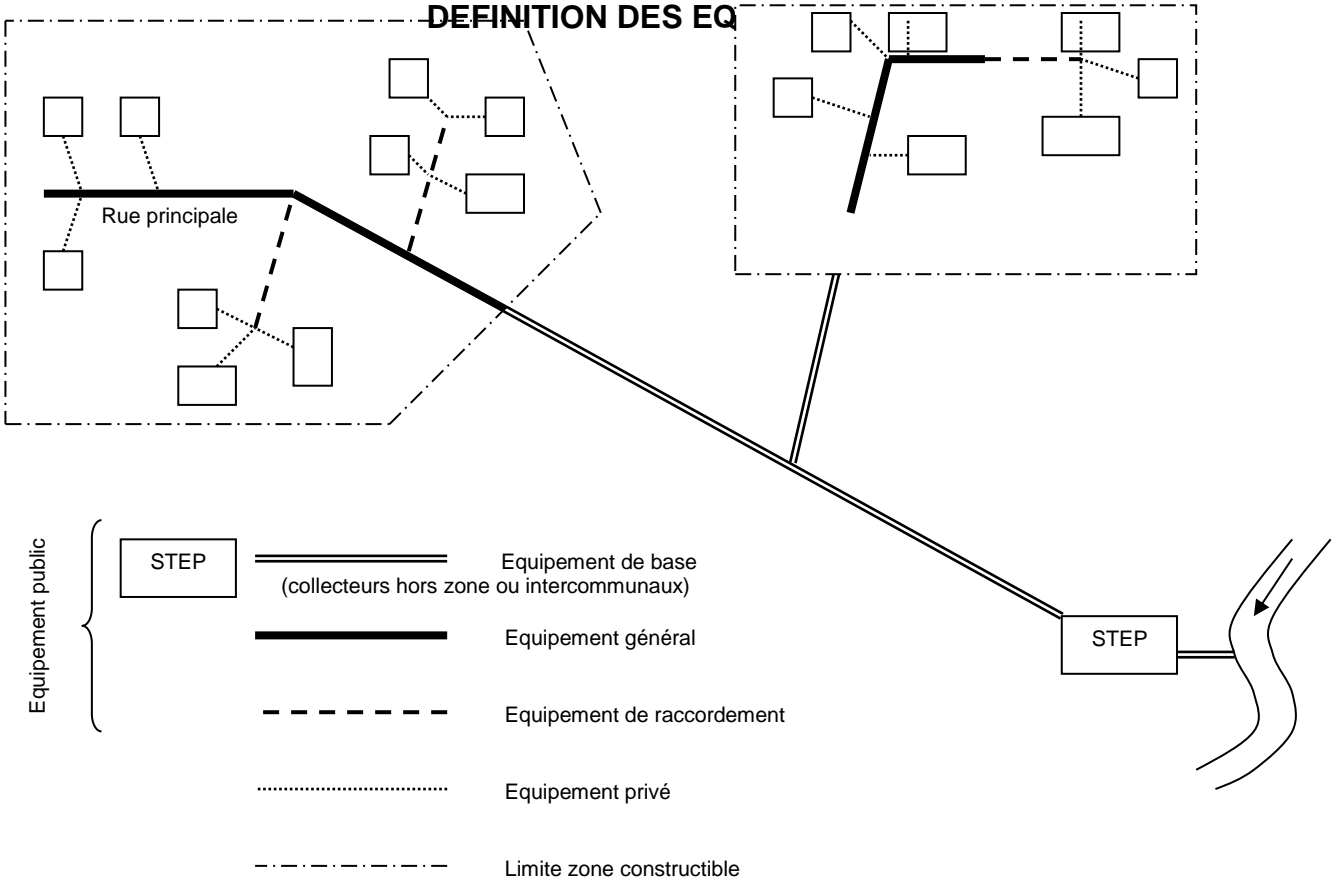 DEFINITION DES EQ
Rue principale
Equipement public
STEP
Equipement de base
(collecteurs hors zone ou intercommunaux)
Equipement général
STEP
Equipement de raccordement
Equipement privé
Limite zone constructible